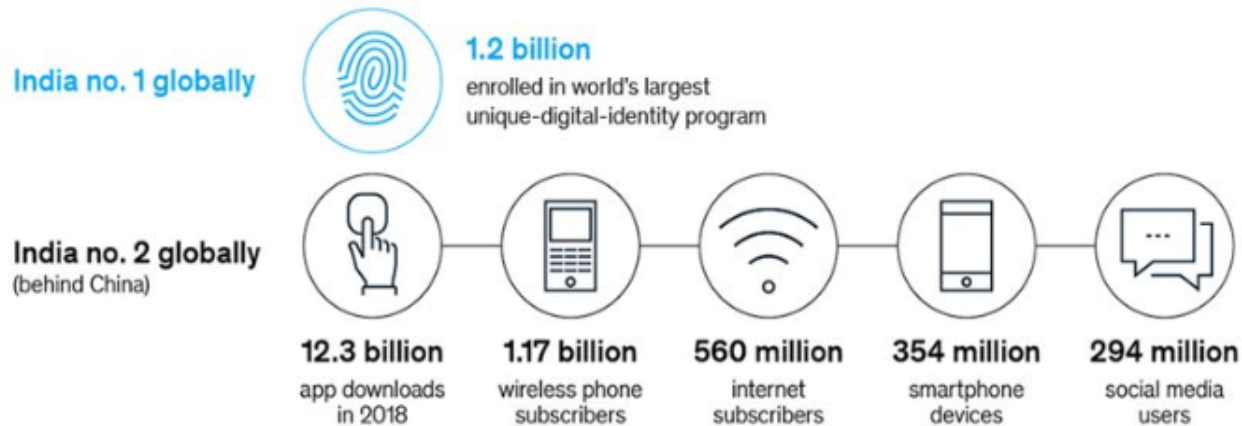 India no. 1 globally
1.2 billion
enrolled in world's largest
unique-digital-identity program
India no. 2 globally
(behind China)
12.3 billion
app downloads
in 2018
1.17 billion
wireless phone
subscribers
560 million
internet
subscribers
354 million
smartphone
devices
294 million
social media
users